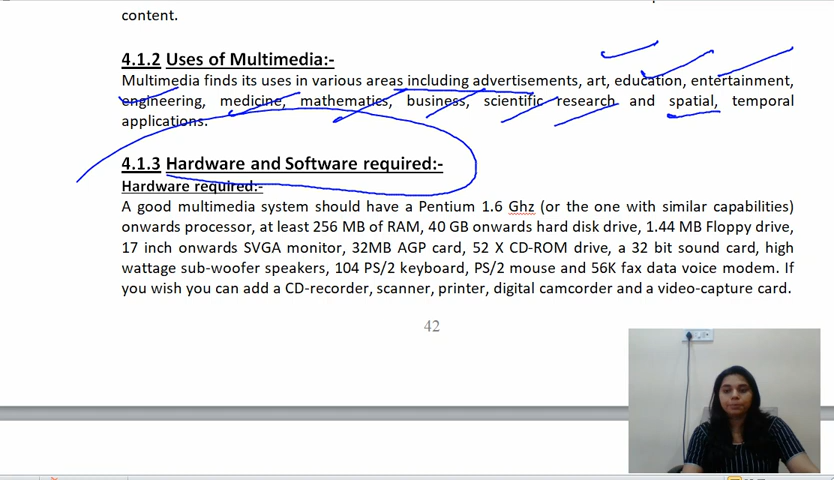 content.
4.1.2 Uses of Multimedia:-
Multimedia finds its uses in various areas including advertisements, art, education, entertainment,
engineering, medicine, mathematics, business, scientific research and spatial, temporal
applications.
4.1.3 Hardware and Software required:-
Hardware required:-
A good multimedia system should have a Pentium 1.6 Ghz (or the one with similar capabilities)
onwards processor, at least 256 MB of RAM, 40 GB onwards hard disk drive, 1.44 MB Floppy drive,
17 inch onwards SVGA monitor, 32MB AGP card, 52 X CD-ROM drive, a 32 bit sound card, high
wattage sub-woofer speakers, 104 PS/2 keyboard, PS/2 mouse and 56K fax data voice modem. If
you wish you can add a CD-recorder, scanner, printer, digital camcorder and a video-capture card.
42